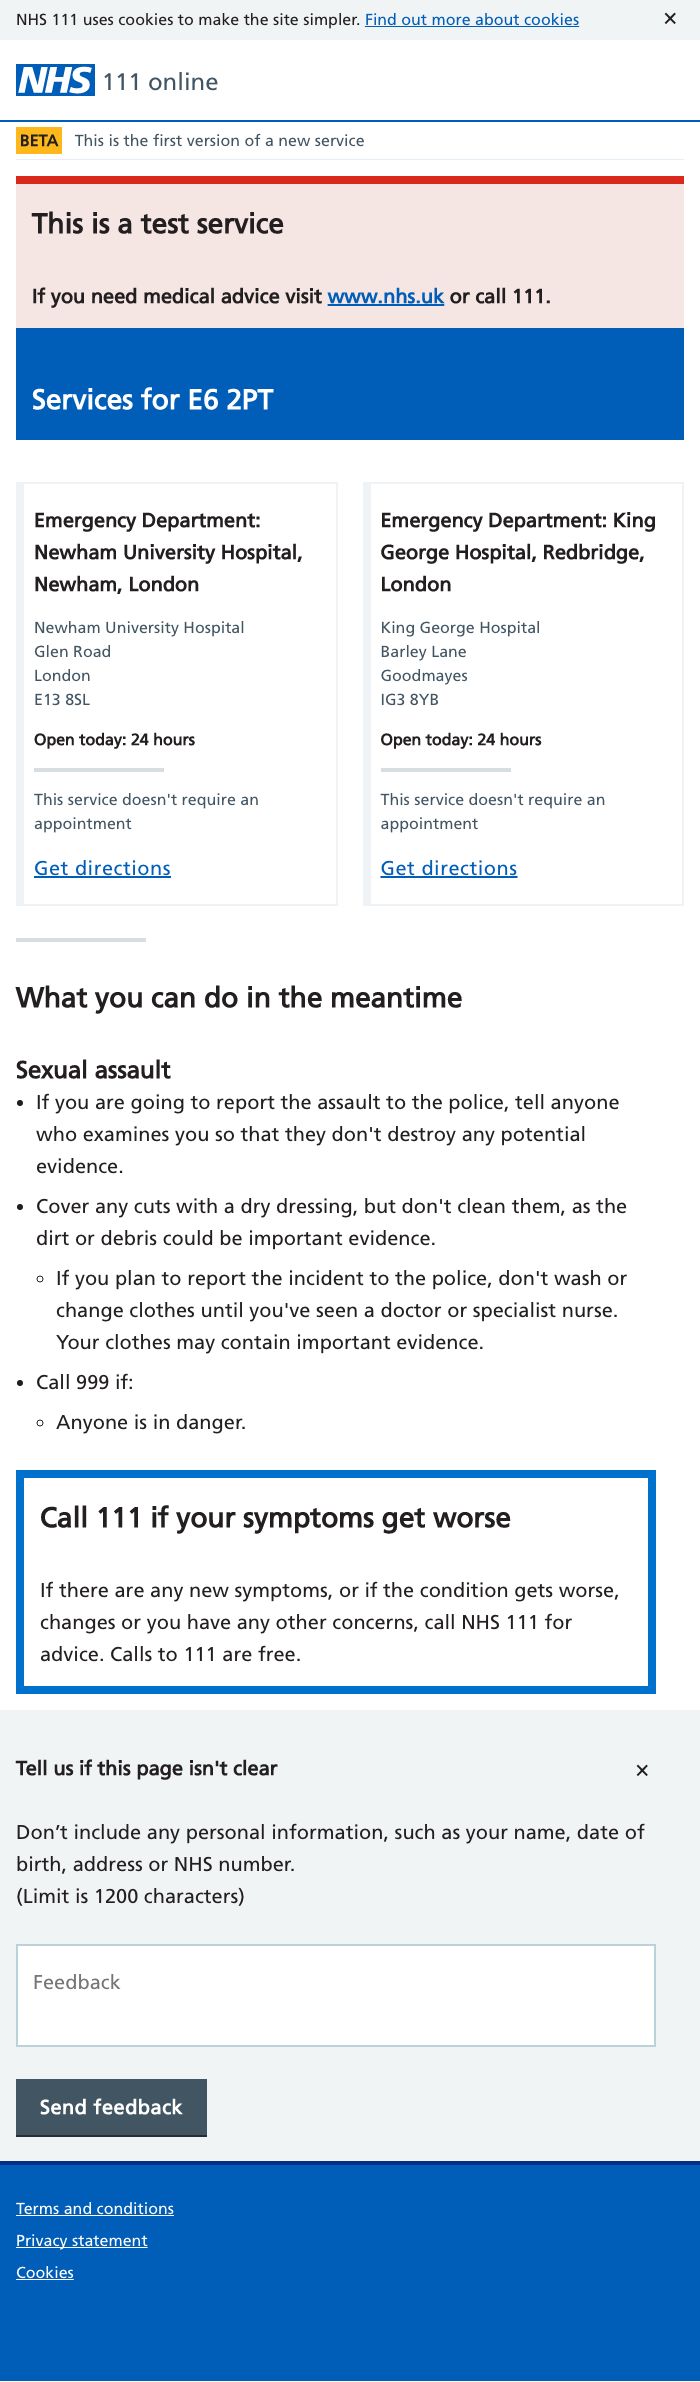 NHS 111 uses cookies to make the site simpler. Find out more about cookies ✕
NHS 111 online
BETA This is the first version of a new service
This is a test service
If you need medical advice visit www.nhs.uk or call 111.
Services for E6 2PT
Emergency Department:
Newham University Hospital,
Newham, London
Newham University Hospital
Glen Road
London
E13 8SL
Open today: 24 hours
This service doesn't require an
appointment
Get directions
Emergency Department: King
George Hospital, Redbridge,
London
King George Hospital
Barley Lane
Goodmayes
IG3 8YB
Open today: 24 hours
This service doesn't require an
appointment
Get directions
What you can do in the meantime
Sexual assault
• If you are going to report the assault to the police, tell anyone
who examines you so that they don't destroy any potential
evidence.
• Cover any cuts with a dry dressing, but don't clean them, as the
dirt or debris could be important evidence.
◦ If you plan to report the incident to the police, don't wash or
change clothes until you've seen a doctor or specialist nurse.
Your clothes may contain important evidence.
• Call 999 if:
◦ Anyone is in danger.
Call 111 if your symptoms get worse
If there are any new symptoms, or if the condition gets worse,
changes or you have any other concerns, call NHS 111 for
advice. Calls to 111 are free.
Tell us if this page isn't clear ✕
Don’t include any personal information, such as your name, date of
birth, address or NHS number.
(Limit is 1200 characters)
Feedback
Send feedback
Terms and conditions
Privacy statement
Cookies